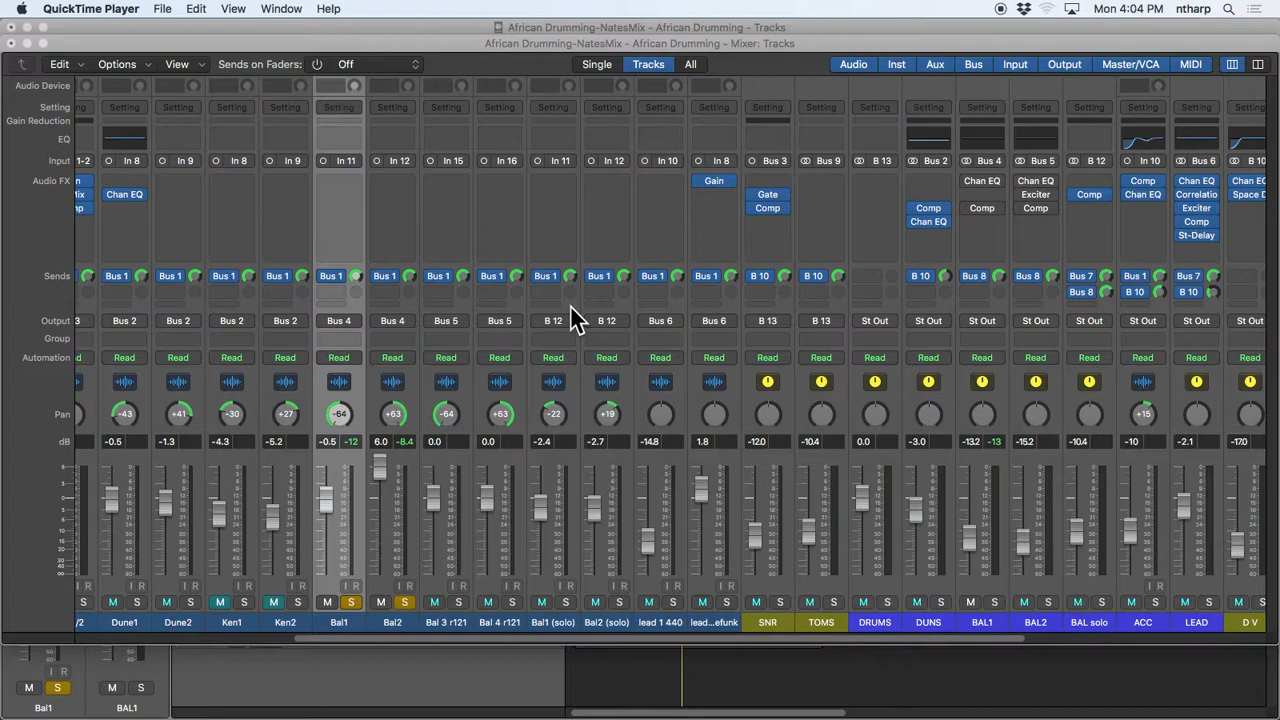 QuickTime Player File Edit View Window Help Mon 4:04 PM ntharp
African Drumming-NatesMix - African Drumming - Tracks
African Drumming-NatesMix - African Drumming - Mixer: Tracks
Edit Options View Sends on Faders: Off Single Tracks All Audio Inst Aux Bus Input Output Master/VCA MIDI
Audio Device
Setting Setting Setting Setting Setting Setting Setting Setting Setting Setting Setting Setting Setting Setting Setting Setting Setting Setting Setting Setting Setting Setting Setting
Gain Reduction
EQ
Input 1-2 In 8 In 9 In 8 In 9 In 11 In 12 In 15 In 16 In 11 In 12 In 10 In 8 Bus 3 Bus 9 B 13 Bus 2 Bus 4 Bus 5 B 12 In 10 Bus 6 B 10
Audio FX Gain Chan EQ Chan EQ Comp Chan EQ Chan EQ
Chan EQ Gate Exciter Comp Chan EQ Correlatio Space D
Comp Comp Comp Comp Exciter
Chan EQ Comp
St-Delay
Sends Bus 1 Bus 1 Bus 1 Bus 1 Bus 1 Bus 1 Bus 1 Bus 1 Bus 1 Bus 1 Bus 1 Bus 1 B 10 B 10 B 10 Bus 8 Bus 8 Bus 7 Bus 1 Bus 7
Bus 8 B 10 B 10
Output 3 Bus 2 Bus 2 Bus 2 Bus 2 Bus 4 Bus 4 Bus 5 Bus 5 B 12 B 12 Bus 6 Bus 6 B 13 B 13 St Out St Out St Out St Out St Out St Out St Out St Out
Group
Automation Read Read Read Read Read Read Read Read Read Read Read Read Read Read Read Read Read Read Read Read Read Read
Pan -43 +41 -30 +27 -64 +63 -64 +63 -22 +19 +15
dB -0.5 -1.3 -4.3 -5.2 -0.5 -12 6.0 -8.4 0.0 0.0 -2.4 -2.7 -14.8 1.8 -12.0 -10.4 0.0 -3.0 -13.2 -13 -15.2 -10.4 -10 -2.1 -17.0
I R I R I R I R I R I R I R I R I R I R I R I R I R I R
S M S M S M S M S M S M S M S M S M S M S M S M S M S M S M S M S M S M S M S M S M S M S
/2 Dune1 Dune2 Ken1 Ken2 Bal1 Bal2 Bal 3 r121 Bal 4 r121 Bal1 (solo) Bal2 (solo) lead 1 440 lead...efunk SNR TOMS DRUMS DUNS BAL1 BAL2 BAL solo ACC LEAD D V
I R
M S M S
Bal1 BAL1